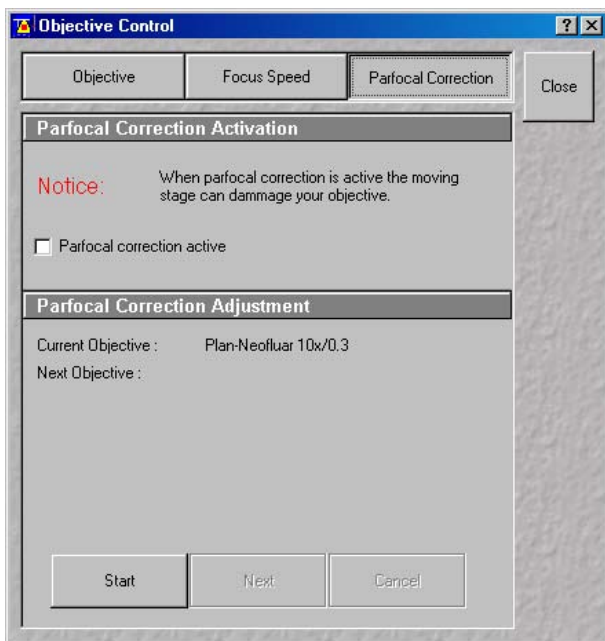 Objective Control
Objective
Focus Speed
Parfocal Correction
Close
Parfocal Correction Activation
Notice:
When parfocal correction is active the moving
stage can dammage your objective.
Parfocal correction active
Parfocal Correction Adjustment
Current Objective : Plan-Neofluar 10x/0.3
Next Objective :
Start
Next
Cancel